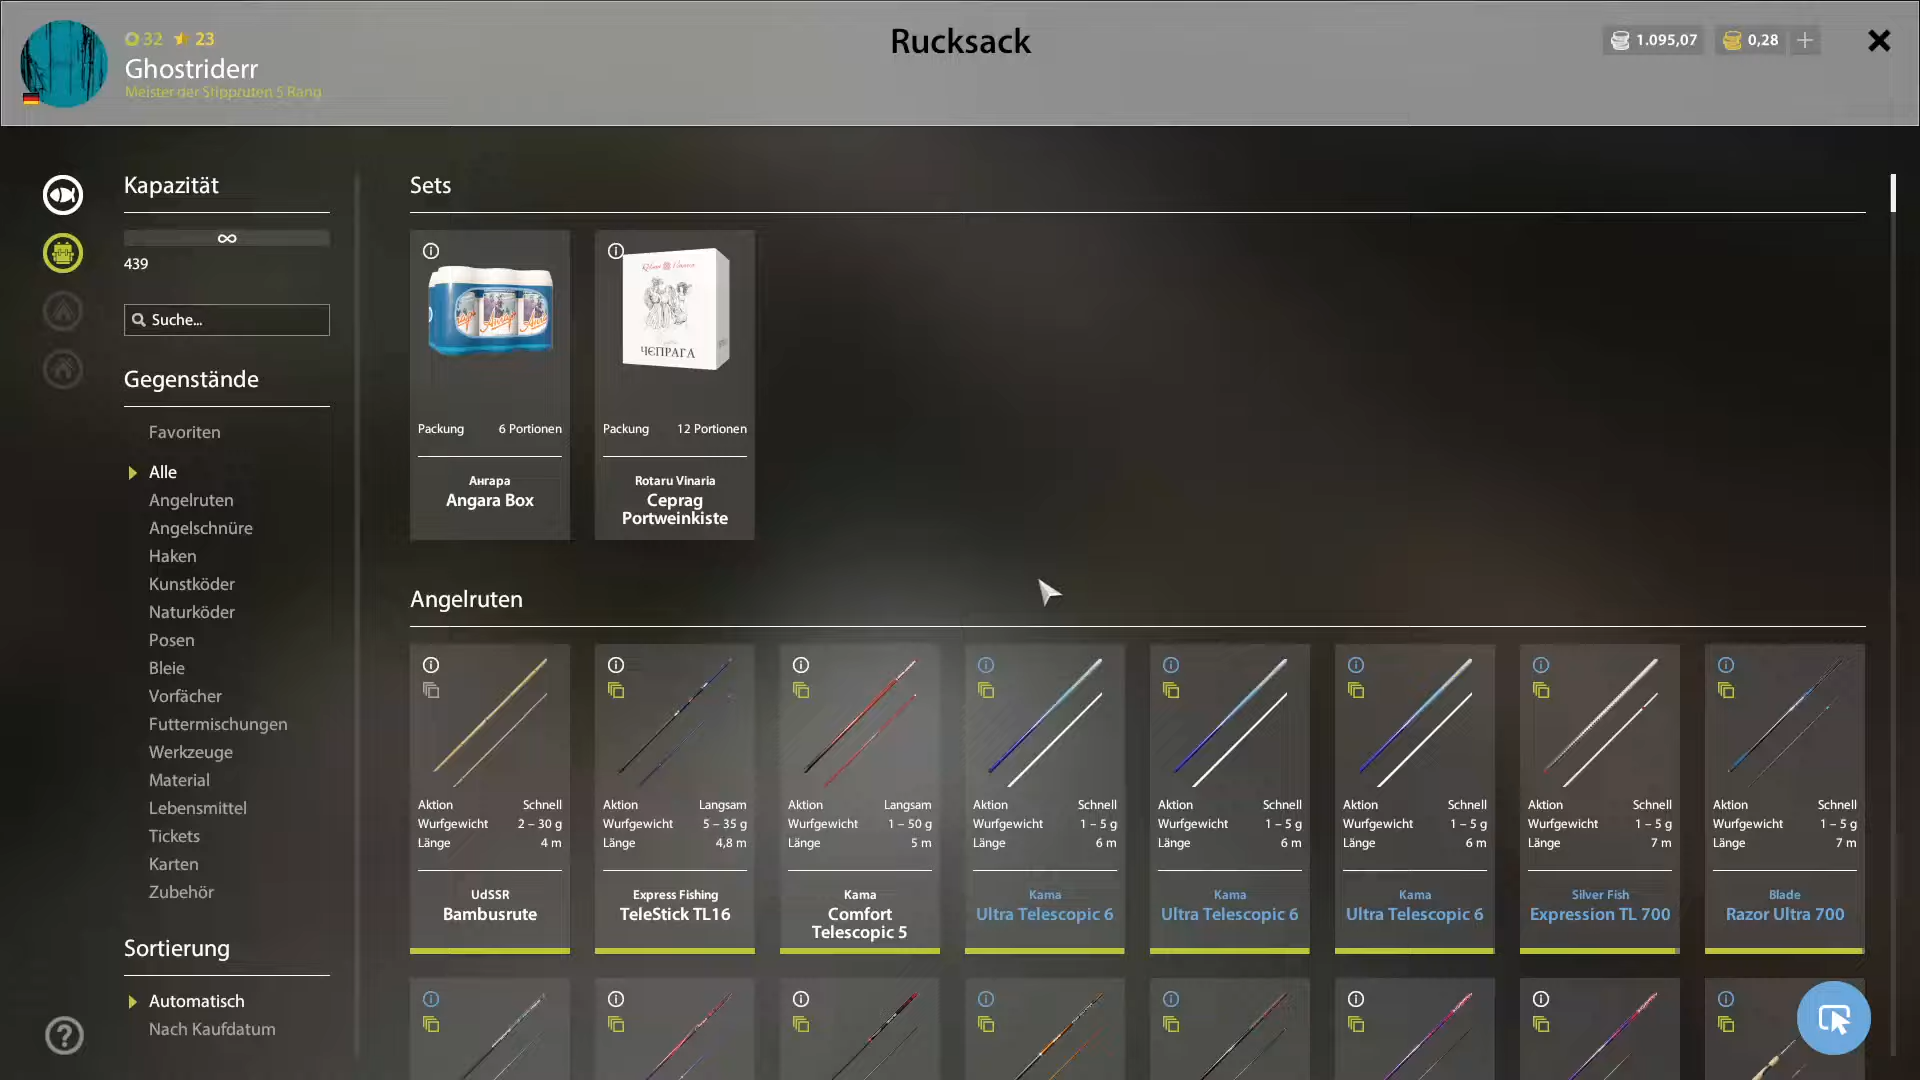 32 23
Ghostriderr
Meister der Stippruten 5 Rang
Rucksack
1.095,07
0,28
Kapazität
∞
439
Suche...
Gegenstände
Favoriten
Alle
Angelruten
Angelschnüre
Haken
Kunstköder
Naturköder
Posen
Bleie
Vorfächer
Futtermischungen
Werkzeuge
Material
Lebensmittel
Tickets
Karten
Zubehör
Sortierung
Automatisch
Nach Kaufdatum
Sets
Packung 6 Portionen
Ангара
Angara Box
ЧЕПРАГА
Packung 12 Portionen
Rotaru Vinaria
Ceprag
Portweinkiste
Angelruten
Aktion Schnell
Wurfgewicht 2 – 30 g
Länge 4 m
UdSSR
Bambusrute
Aktion Langsam
Wurfgewicht 5 – 35 g
Länge 4,8 m
Express Fishing
TeleStick TL16
Aktion Langsam
Wurfgewicht 1 – 50 g
Länge 5 m
Kama
Comfort
Telescopic 5
Aktion Schnell
Wurfgewicht 1 – 5 g
Länge 6 m
Kama
Ultra Telescopic 6
Aktion Schnell
Wurfgewicht 1 – 5 g
Länge 6 m
Kama
Ultra Telescopic 6
Aktion Schnell
Wurfgewicht 1 – 5 g
Länge 6 m
Kama
Ultra Telescopic 6
Aktion Schnell
Wurfgewicht 1 – 5 g
Länge 7 m
Silver Fish
Expression TL 700
Aktion Schnell
Wurfgewicht 1 – 5 g
Länge 7 m
Blade
Razor Ultra 700